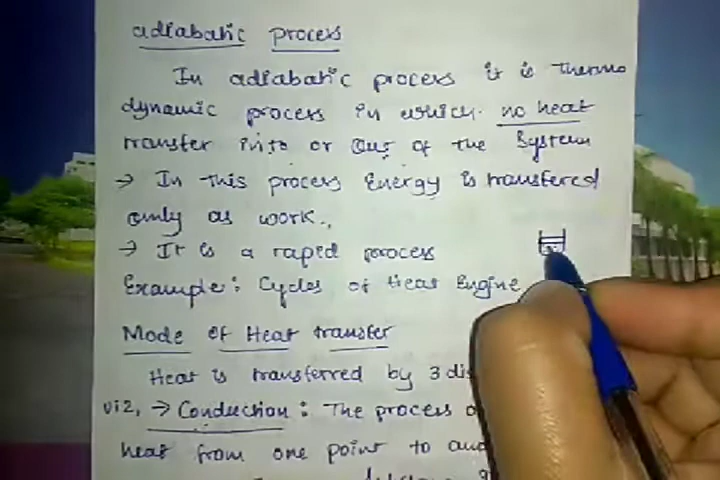 adiabatic process
In adiabatic process it is Thermo
dynamic process in which no heat
transfer into or Out of the System
→ In this process Energy is transferred
only as work.,
→ It is a rapid process
Example: Cycles of Heat Engine
Mode of Heat transfer
Heat is transferred by 3
viz, → Conduction: The process
heat from one point to